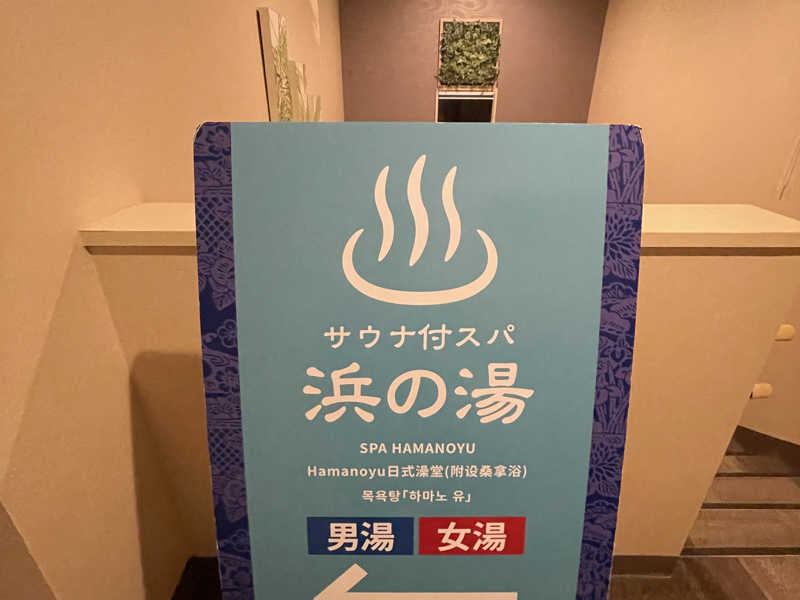 サウナ付スパ
浜の湯
SPA HAMANOYU
Hamanoyu日式澡堂(附设桑拿浴)
목욕탕「하마노 유」
男湯 女湯